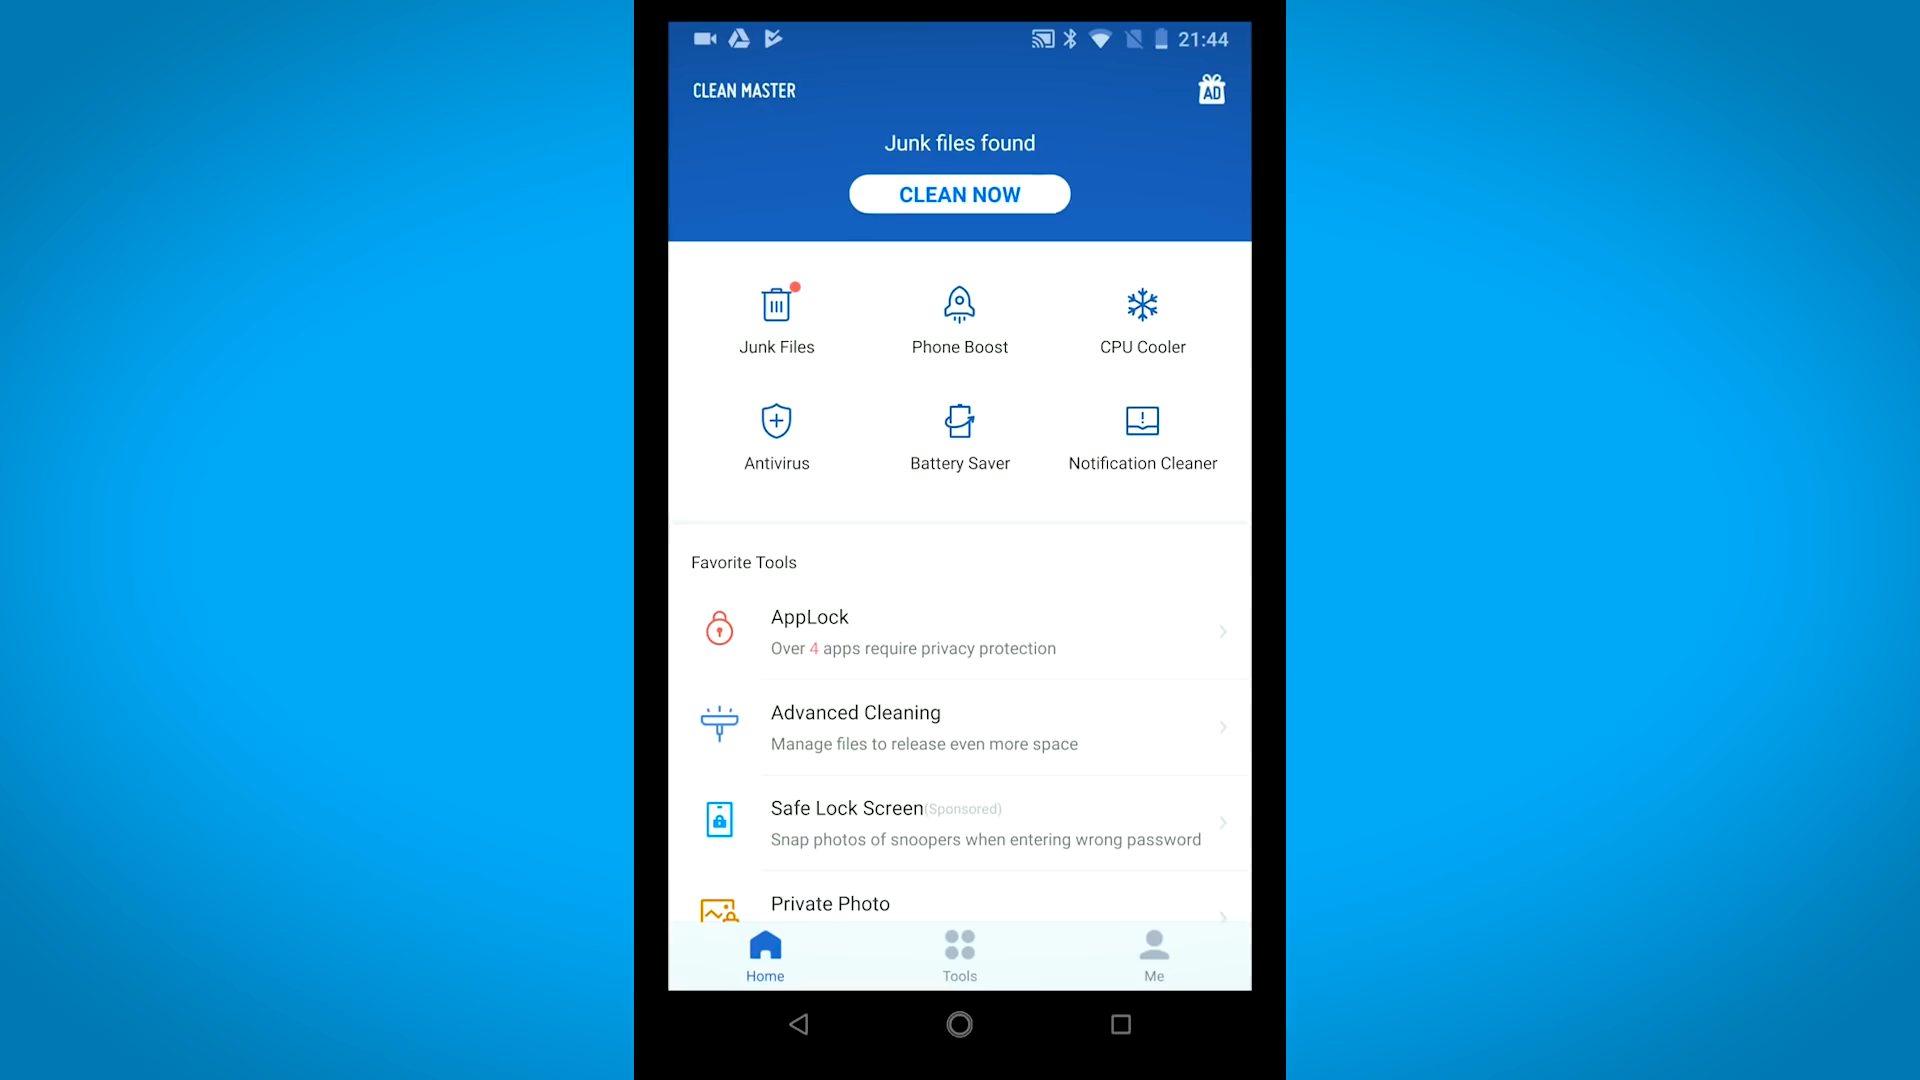 21:44
CLEAN MASTER
AD
Junk files found
CLEAN NOW
Junk Files
Phone Boost
CPU Cooler
Antivirus
Battery Saver
Notification Cleaner
Favorite Tools
AppLock
Over 4 apps require privacy protection
Advanced Cleaning
Manage files to release even more space
Safe Lock Screen(Sponsored)
Snap photos of snoopers when entering wrong password
Private Photo
Home
Tools
Me